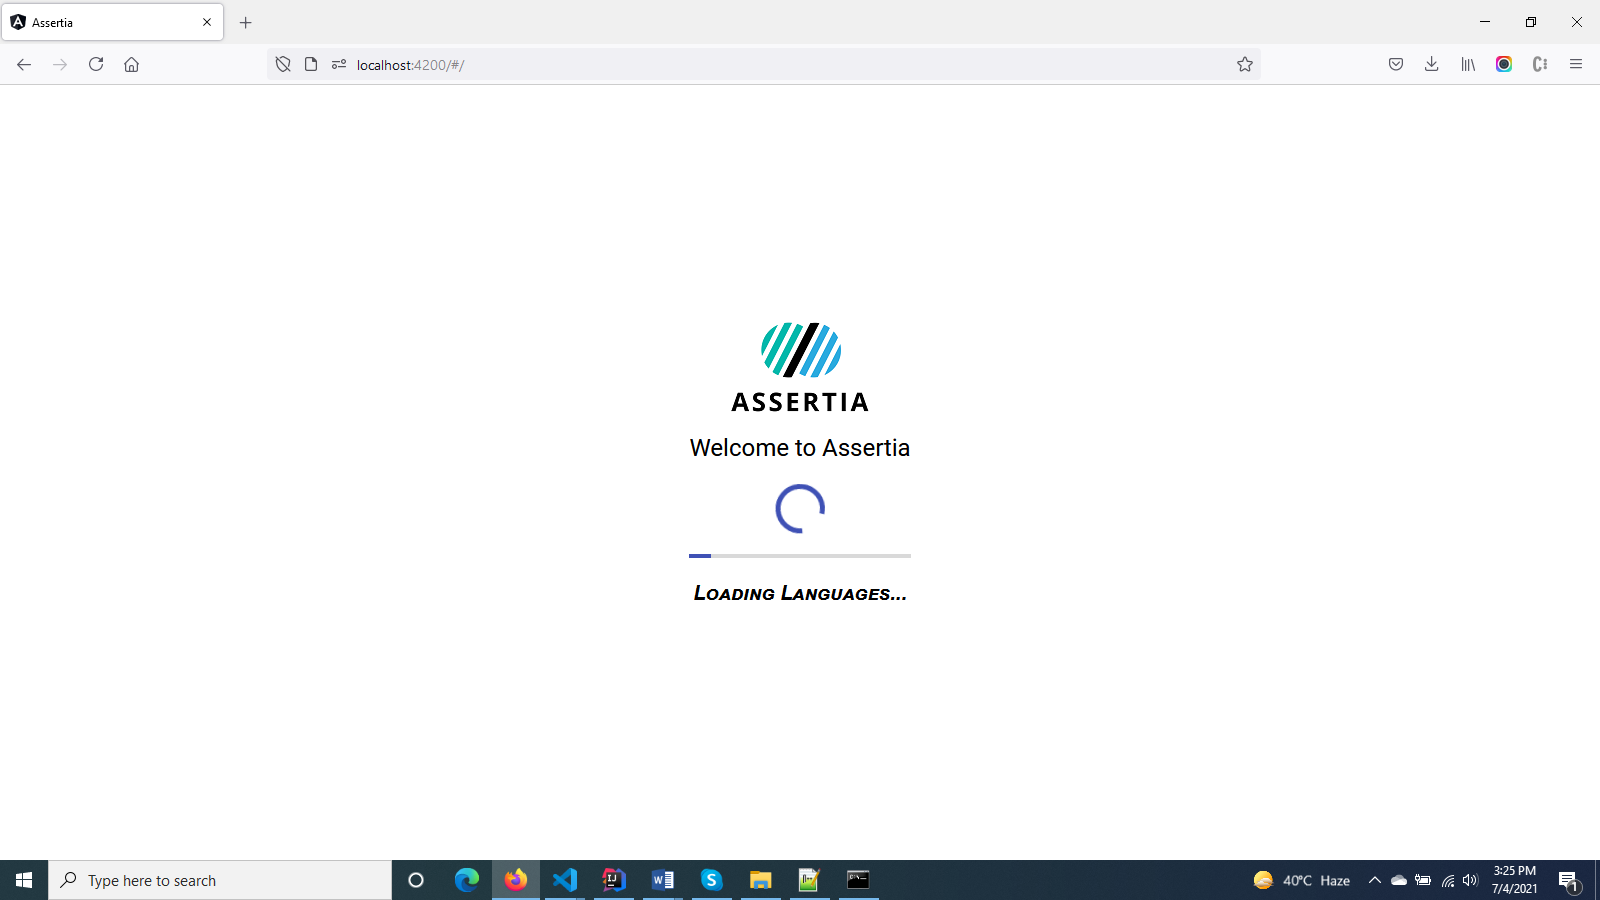 Assertia
localhost:4200/#/
ASSERTIA
Welcome to Assertia
Loading Languages...
Type here to search
40°C Haze
3:25 PM
7/4/2021
1